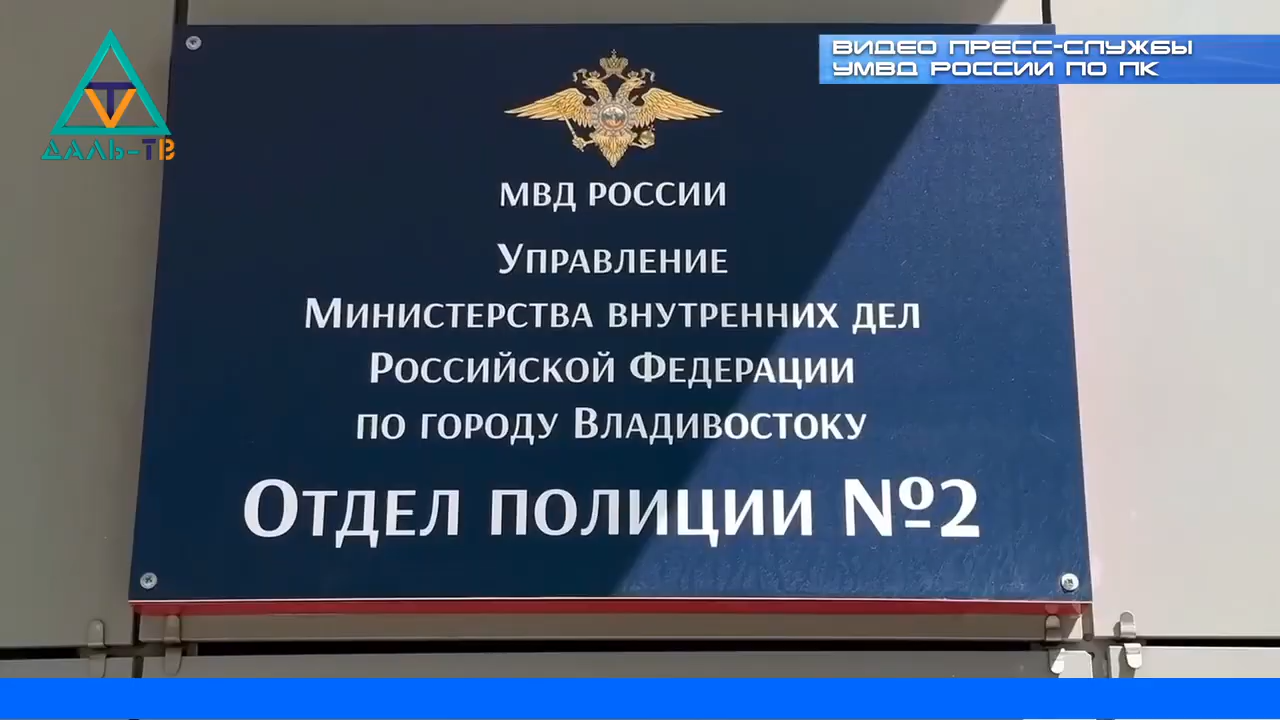 ВИДЕО ПРЕСС-СЛУЖБЫ
УМВД РОССИИ ПО ПК
ТV
ДАЛЬ-ТВ
МВД РОССИИ
УПРАВЛЕНИЕ
МИНИСТЕРСТВА ВНУТРЕННИХ ДЕЛ
РОССИЙСКОЙ ФЕДЕРАЦИИ
ПО ГОРОДУ ВЛАДИВОСТОКУ
ОТДЕЛ ПОЛИЦИИ №2